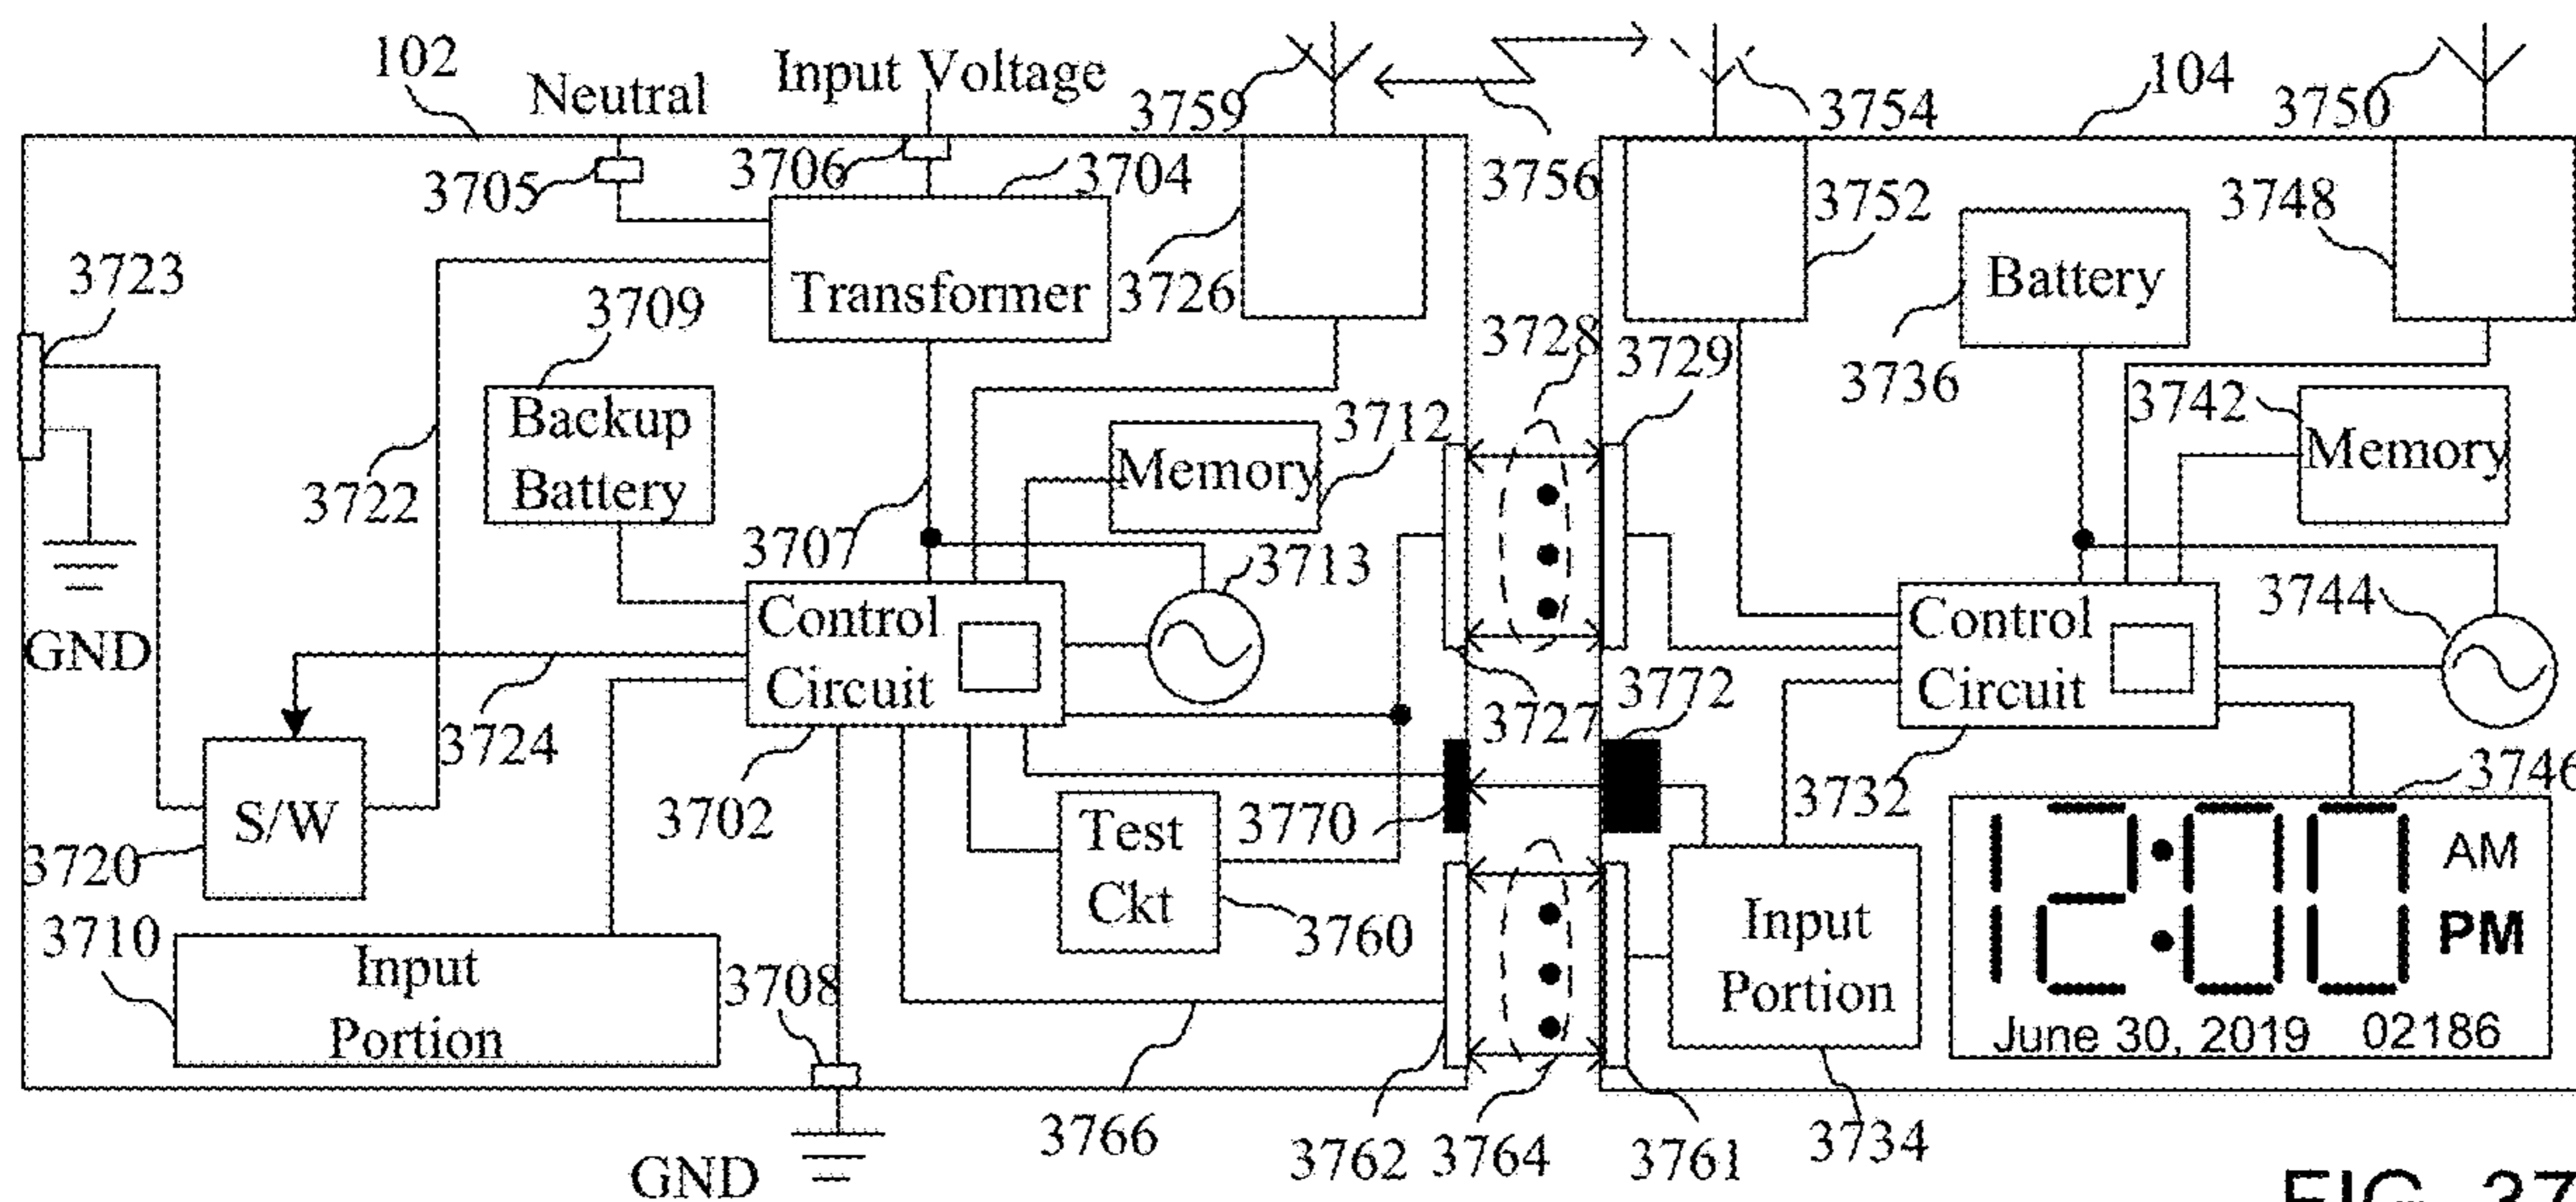 102
Neutral
Input Voltage
3759
3754
104
3750
3705
3706
3704
3756
3752
3748
3723
3709
Transformer
3726
3728
3729
Battery
3736
3742
Memory
Backup
Battery
3722
3712
Memory
3707
3713
3744
GND
Control
Circuit
Control
Circuit
3724
3727
3772
3702
3732
3746
S/W
3720
Test
Ckt
3770
3760
3710
Input
Portion
3708
Input
Portion
12:00
AM
PM
June 30, 2019 02186
GND
3766
3762
3764
3761
3734